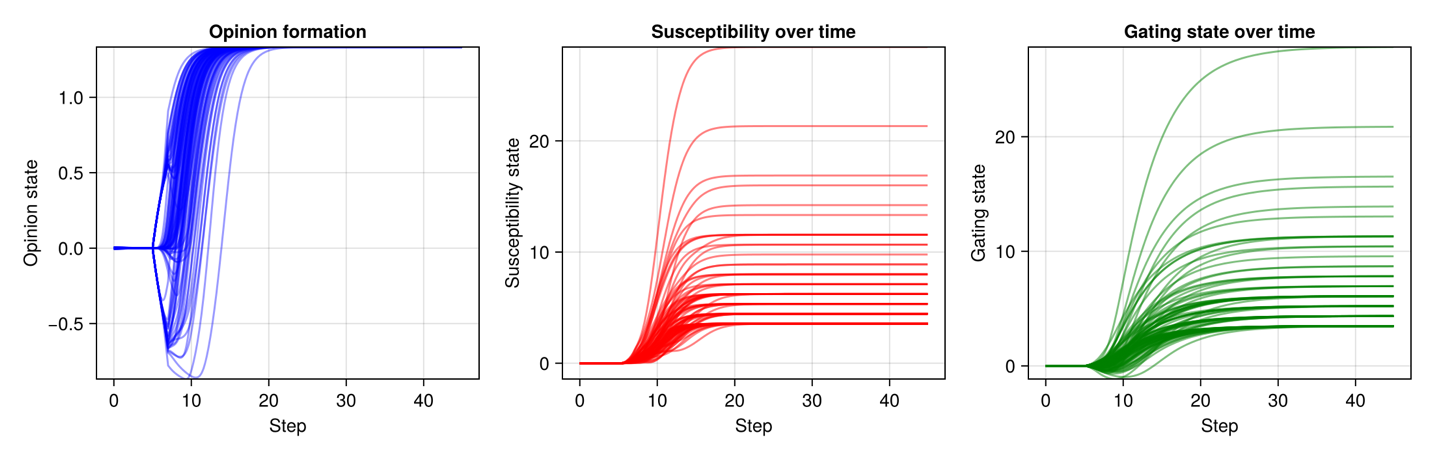 Opinion formation
Opinion state
1.0
0.5
0.0
−0.5
0 10 20 30 40
Step
Susceptibility over time
Susceptibility state
20
10
0
0 10 20 30 40
Step
Gating state over time
Gating state
20
10
0
0 10 20 30 40
Step